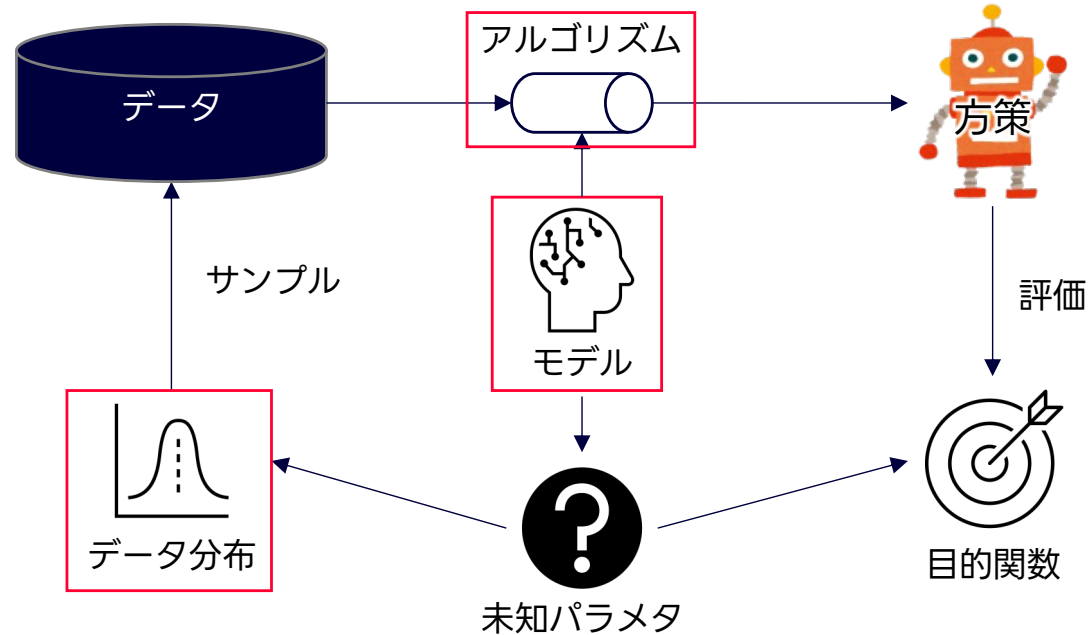 アルゴリズム
データ
方策
サンプル
評価
モデル
データ分布
目的関数
未知パラメタ